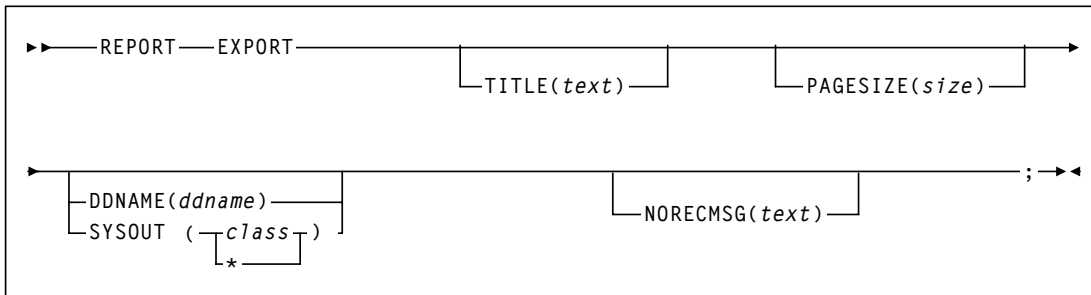 REPORT EXPORT
TITLE(text) PAGESIZE(size)
;
DDNAME(ddname)
NORECMSG(text)
SYSOUT (class)
*